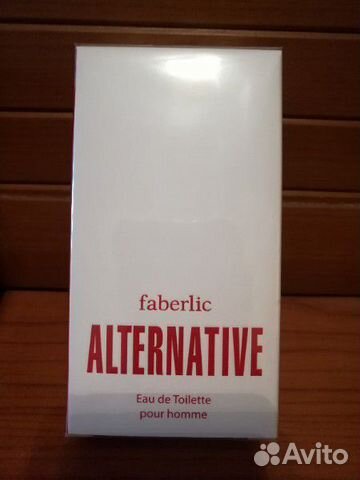 faberlic
ALTERNATIVE
Eau de Toilette
pour homme
Avito